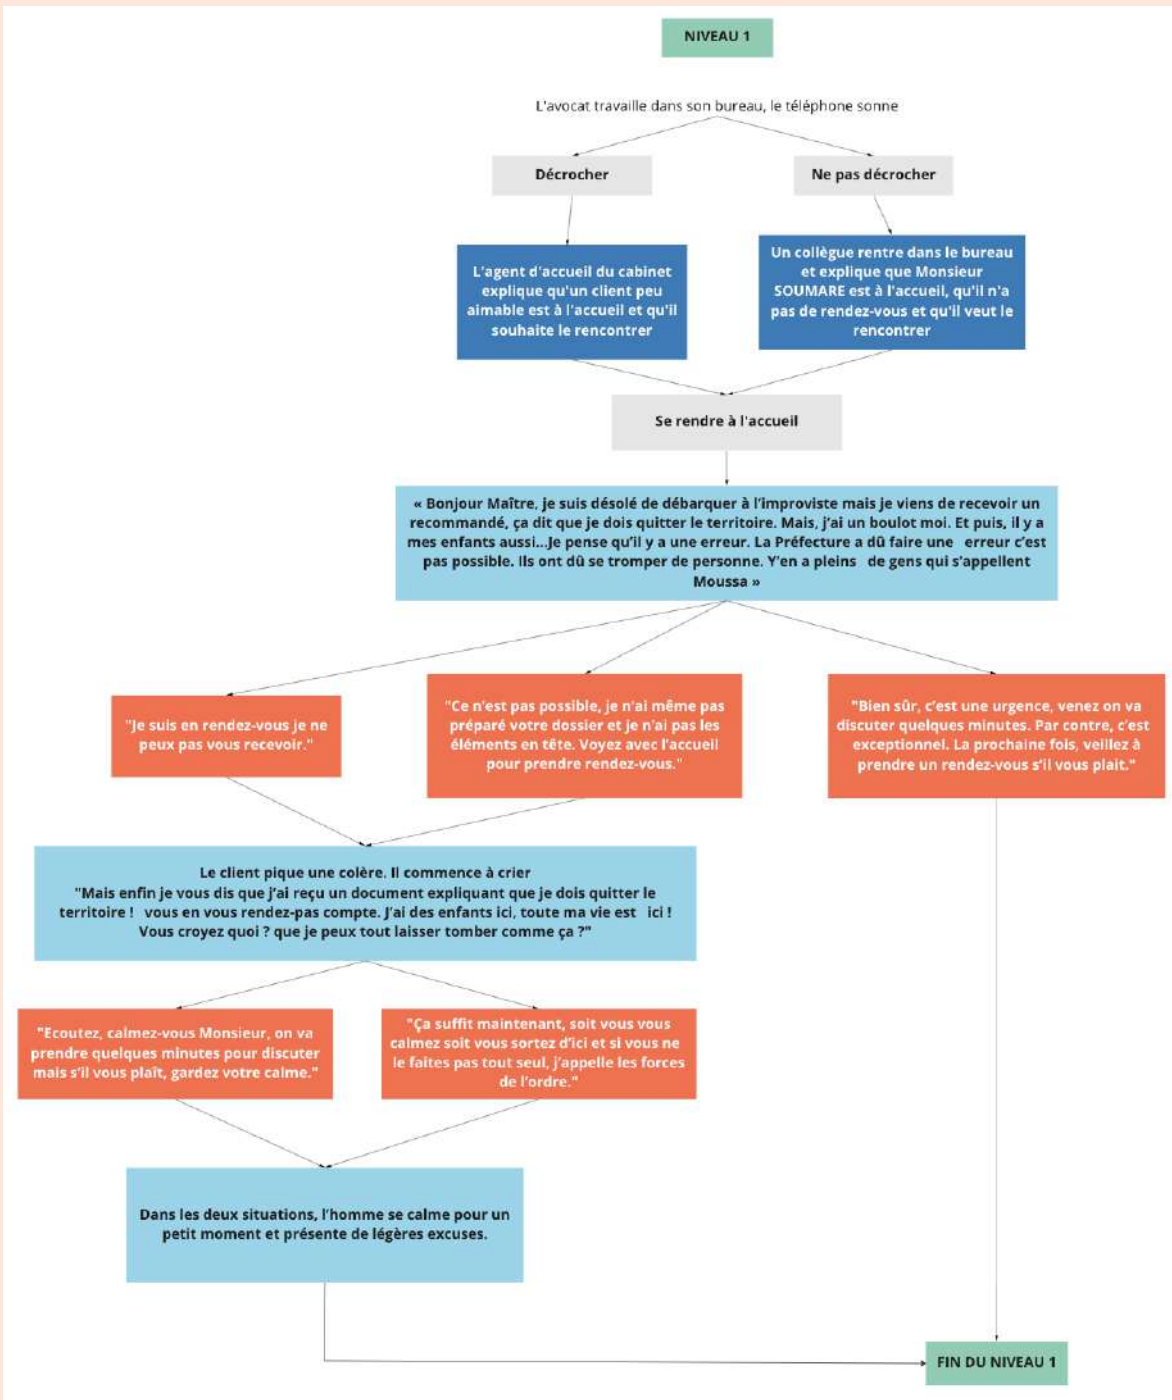 NIVEAU 1
L'avocat travaille dans son bureau, le téléphone sonne
Décrocher
Ne pas décrocher
L'agent d'accueil du cabinet
explique qu'un client peu
aimable est à l'accueil et qu'il
souhaite le rencontrer
Un collègue rentre dans le bureau
et explique que Monsieur
SOUMARE est à l'accueil, qu'il n'a
pas de rendez-vous et qu'il veut le
rencontrer
Se rendre à l'accueil
« Bonjour Maître, je suis désolé de débarquer à l'improviste mais je viens de recevoir un
recommandé, ça dit que je dois quitter le territoire. Mais, j'ai un boulot moi. Et puis, il y a
mes enfants aussi...Je pense qu'il y a une erreur. La Préfecture a dû faire une erreur c'est
pas possible. Ils ont dû se tromper de personne. Y'en a pleins de gens qui s'appellent
Moussa »
"Je suis en rendez-vous je ne
peux pas vous recevoir."
"Ce n'est pas possible, je n'ai même pas
préparé votre dossier et je n'ai pas les
éléments en tête. Voyez avec l'accueil
pour prendre rendez-vous."
"Bien sûr, c'est une urgence, venez on va
discuter quelques minutes. Par contre, c'est
exceptionnel. La prochaine fois, veillez à
prendre un rendez-vous s'il vous plait."
Le client pique une colère. Il commence à crier
"Mais enfin je vous dis que j'ai reçu un document expliquant que je dois quitter le
territoire ! vous en vous rendez-pas compte. J'ai des enfants ici, toute ma vie est ici !
Vous croyez quoi ? que je peux tout laisser tomber comme ça ?"
"Ecoutez, calmez-vous Monsieur, on va
prendre quelques minutes pour discuter
mais s'il vous plaît, gardez votre calme."
"Ça suffit maintenant, soit vous vous
calmez soit vous sortez d'ici et si vous ne
le faites pas tout seul, j'appelle les forces
de l'ordre."
Dans les deux situations, l'homme se calme pour un
petit moment et présente de légères excuses.
FIN DU NIVEAU 1